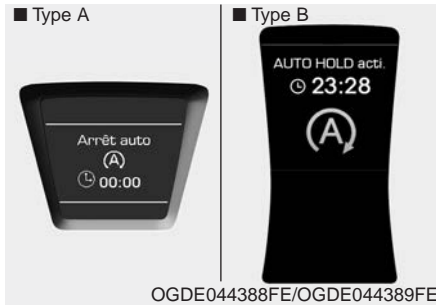 ■ Type A
Arrêt auto
(A)
00:00
■ Type B
AUTO HOLD acti.
23:28
(A)
OGDE044388FE/OGDE044389FE